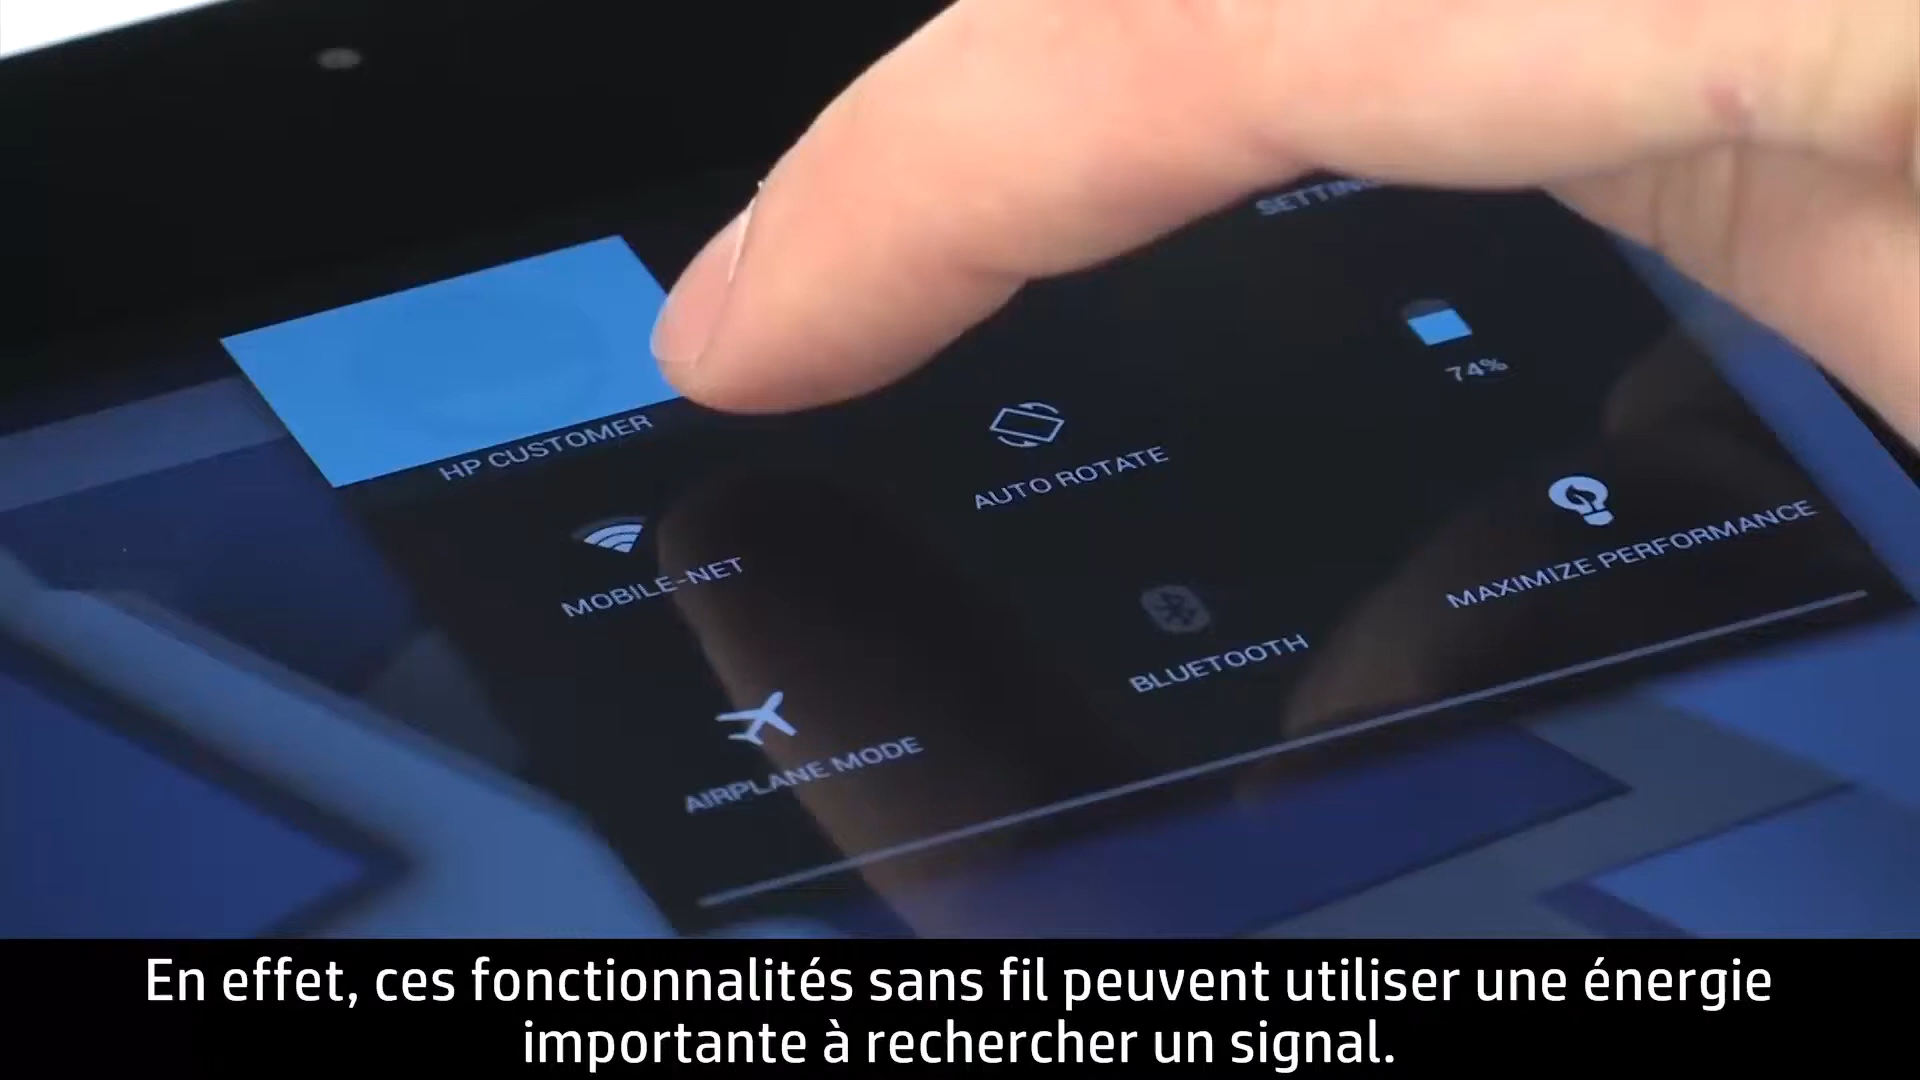 SETTING
74%
HP CUSTOMER
AUTO ROTATE
MOBILE-NET
MAXIMIZE PERFORMANCE
BLUETOOTH
AIRPLANE MODE
En effet, ces fonctionnalités sans fil peuvent utiliser une énergie
importante à rechercher un signal.